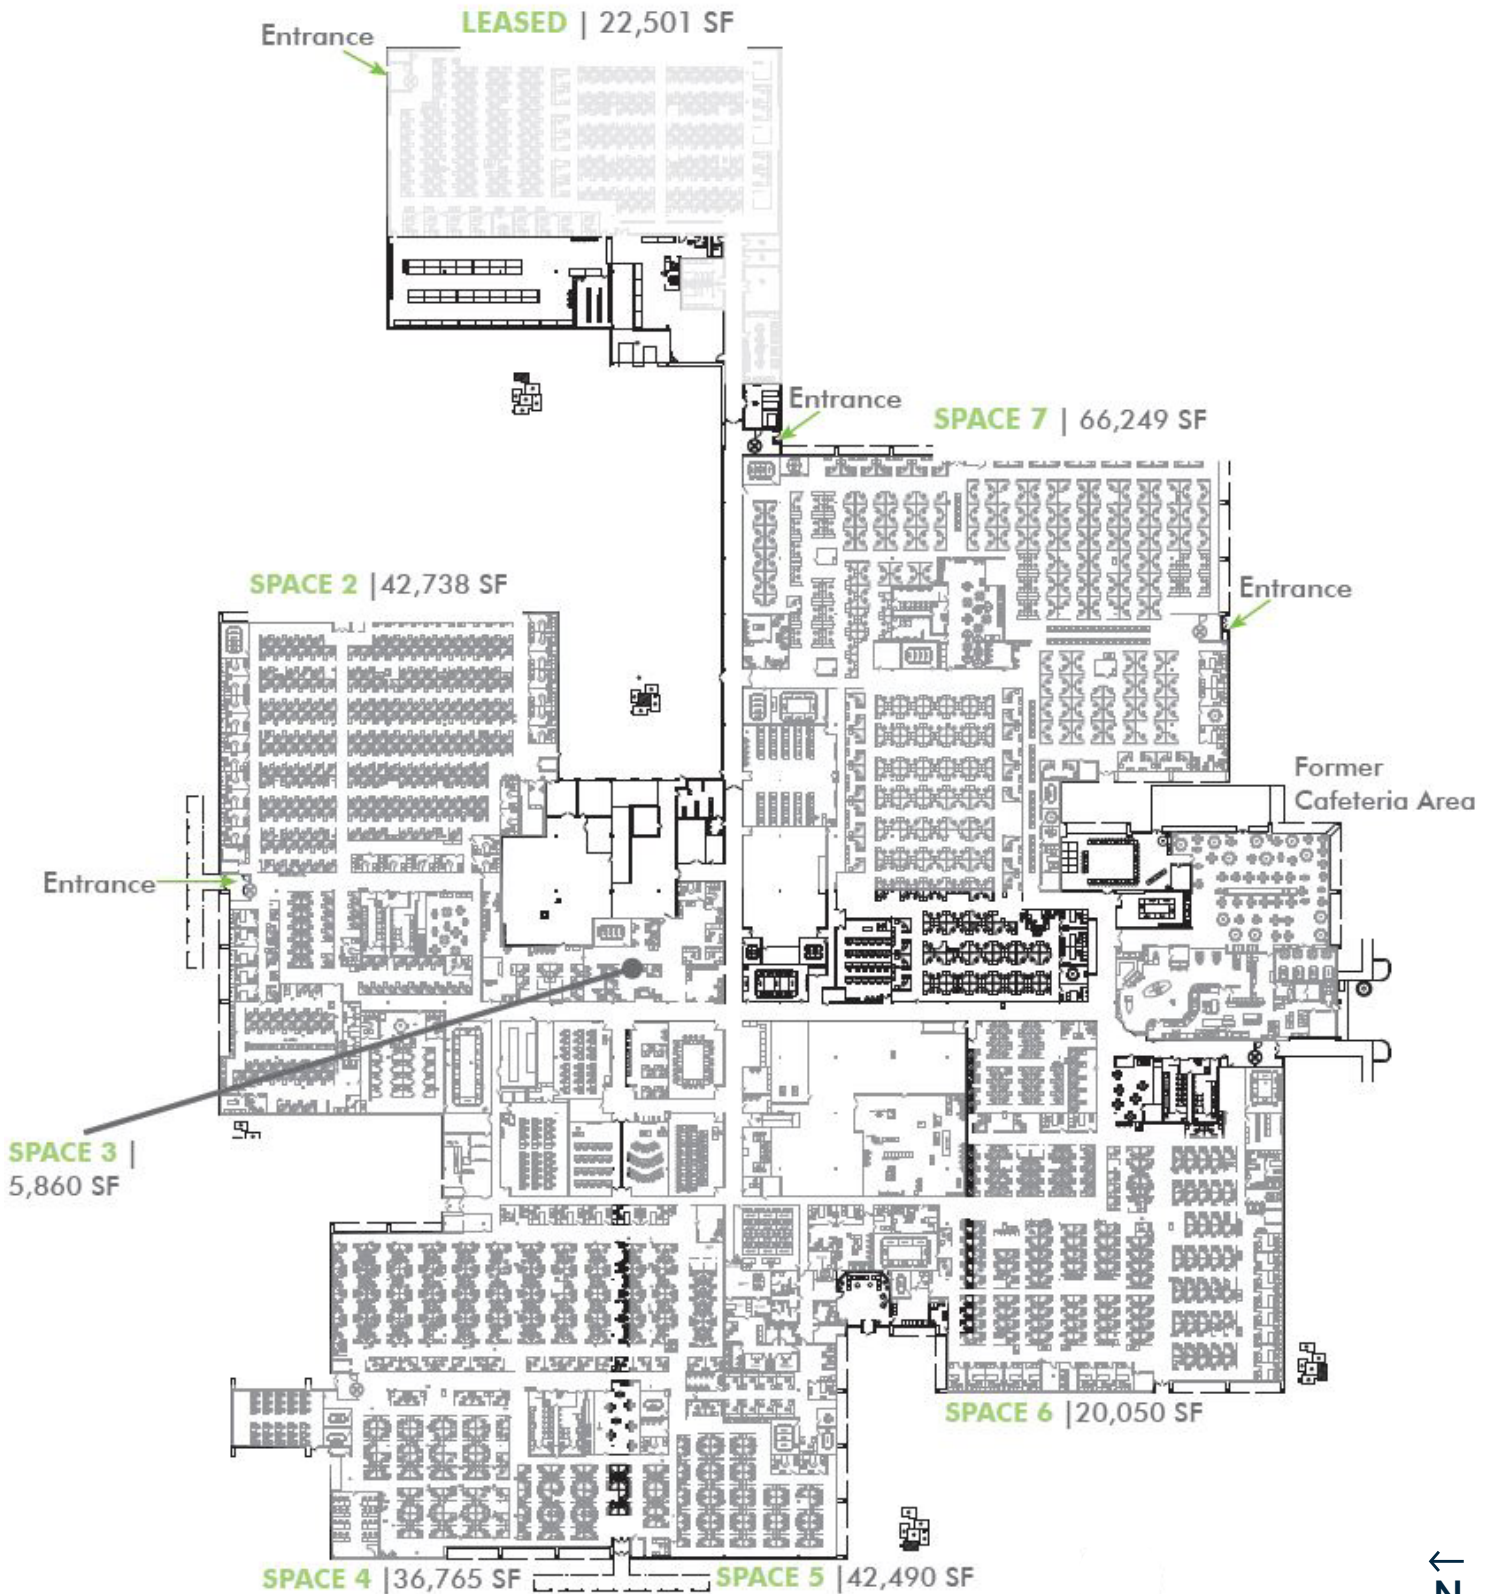 LEASED | 22,501 SF
Entrance
Entrance
SPACE 7 | 66,249 SF
SPACE 2 |42,738 SF
Entrance
Former
Cafeteria Area
Entrance
SPACE 3 |
5,860 SF
SPACE 6 |20,050 SF
SPACE 4 |36,765 SF
SPACE 5 |42,490 SF
N